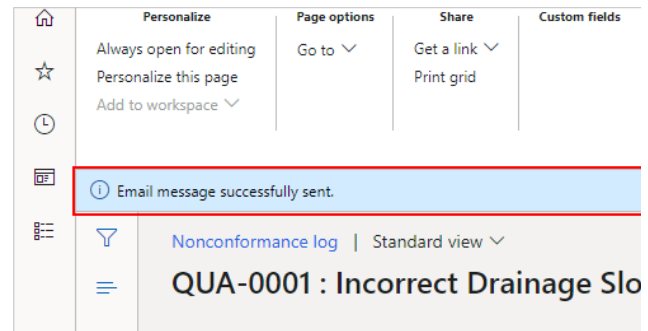 Personalize
Always open for editing
Personalize this page
Add to workspace
Page options
Go to
Share
Get a link
Print grid
Custom fields
Email message successfully sent.
Nonconformance log | Standard view
QUA-0001 : Incorrect Drainage Slo